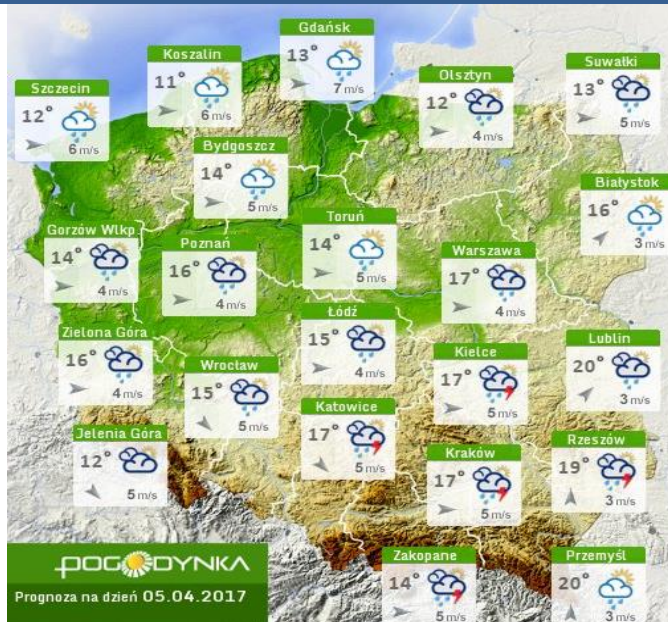 Gdańsk
13°
7 m/s
Koszalin
11°
6 m/s
Suwałki
13°
5 m/s
Olsztyn
12°
4 m/s
Szczecin
12°
6 m/s
Bydgoszcz
14°
5 m/s
Białystok
16°
3 m/s
Toruń
14°
5 m/s
Gorzów Wlkp
14°
4 m/s
Poznań
16°
4 m/s
Warszawa
17°
4 m/s
Łódź
15°
4 m/s
Zielona Góra
16°
4 m/s
Lublin
20°
3 m/s
Kielce
17°
5 m/s
Wrocław
15°
5 m/s
Katowice
17°
5 m/s
Jelenia Góra
12°
5 m/s
Rzeszów
19°
3 m/s
Kraków
17°
5 m/s
Zakopane
14°
5 m/s
Przemyśl
20°
3 m/s
POGODYNKA
Prognoza na dzień 05.04.2017